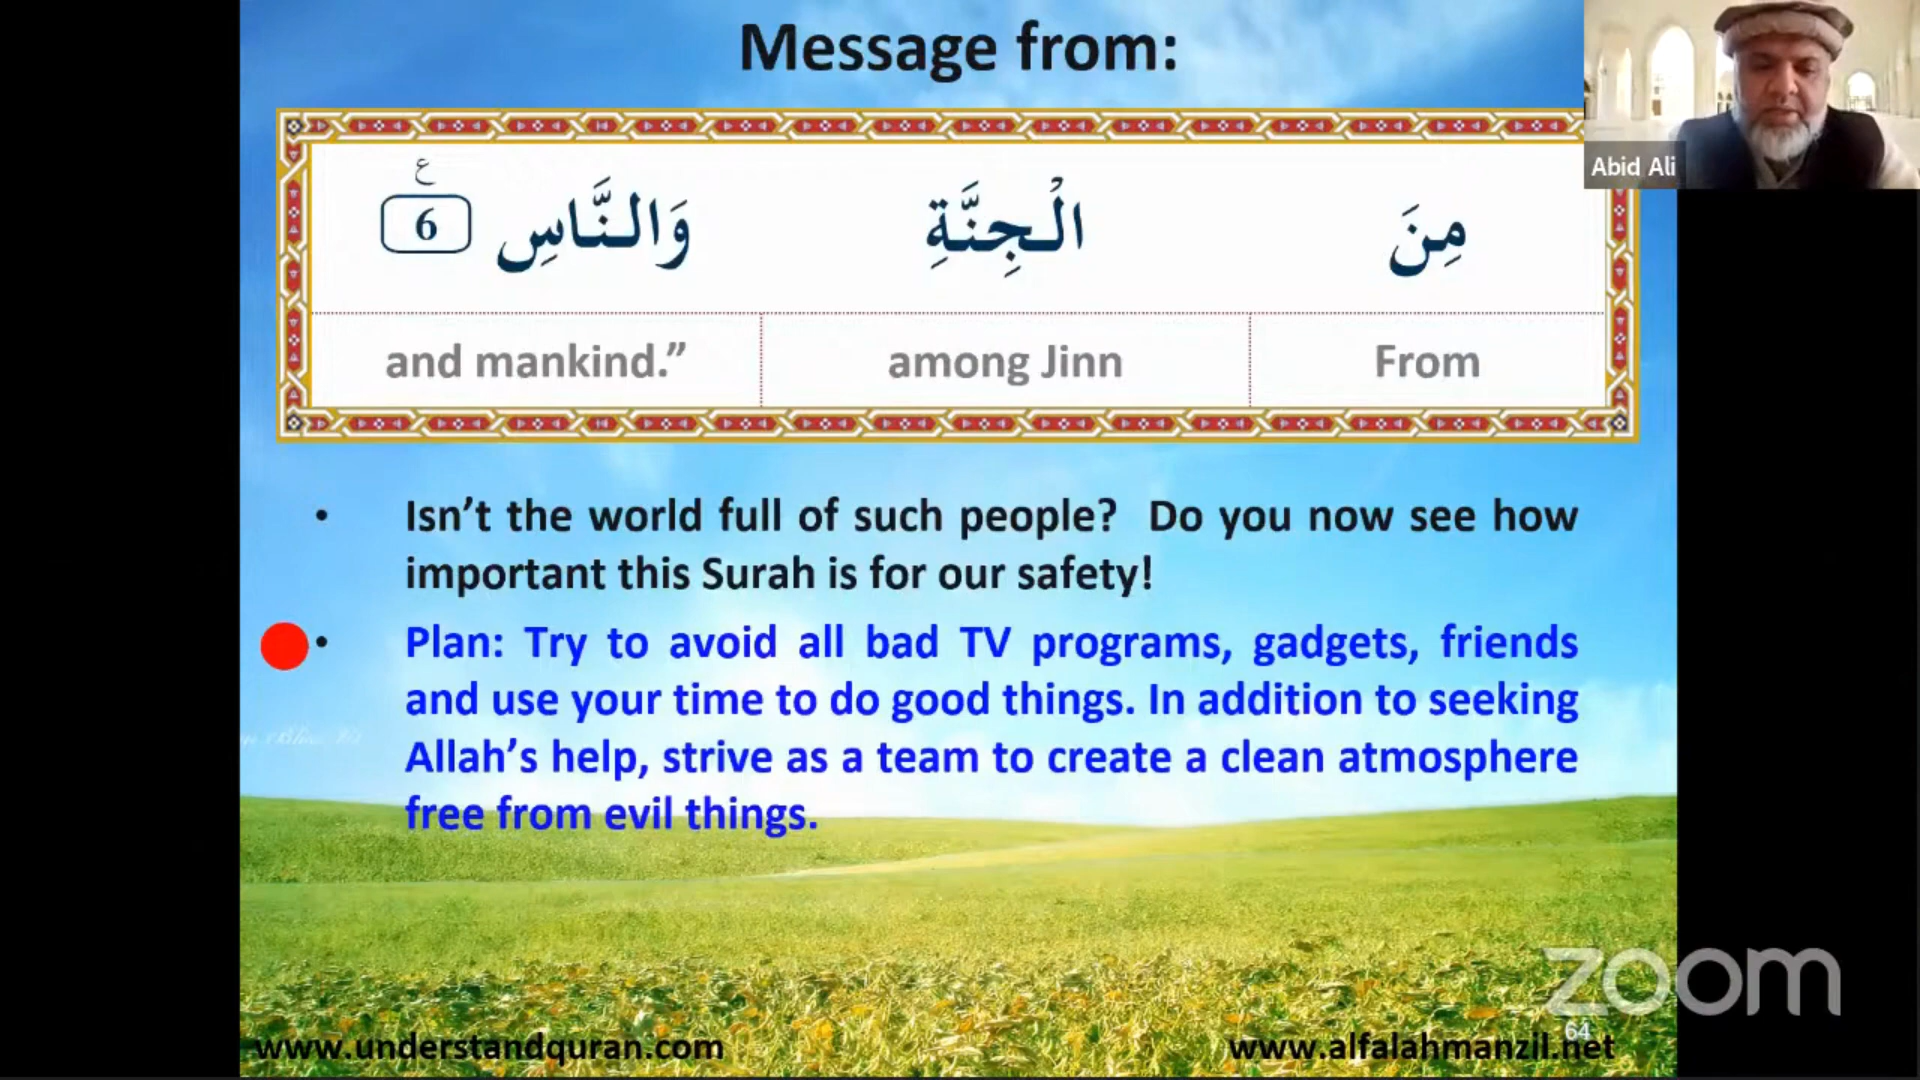 Message from:
Abid Ali
مِنَ الْجِنَّةِ وَالنَّاسِ 6 ع
and mankind.” among Jinn From
• Isn’t the world full of such people? Do you now see how
important this Surah is for our safety!
• Plan: Try to avoid all bad TV programs, gadgets, friends
and use your time to do good things. In addition to seeking
Allah’s help, strive as a team to create a clean atmosphere
free from evil things.
zoom
64
www.understandquran.com www.alfalahmanzil.net